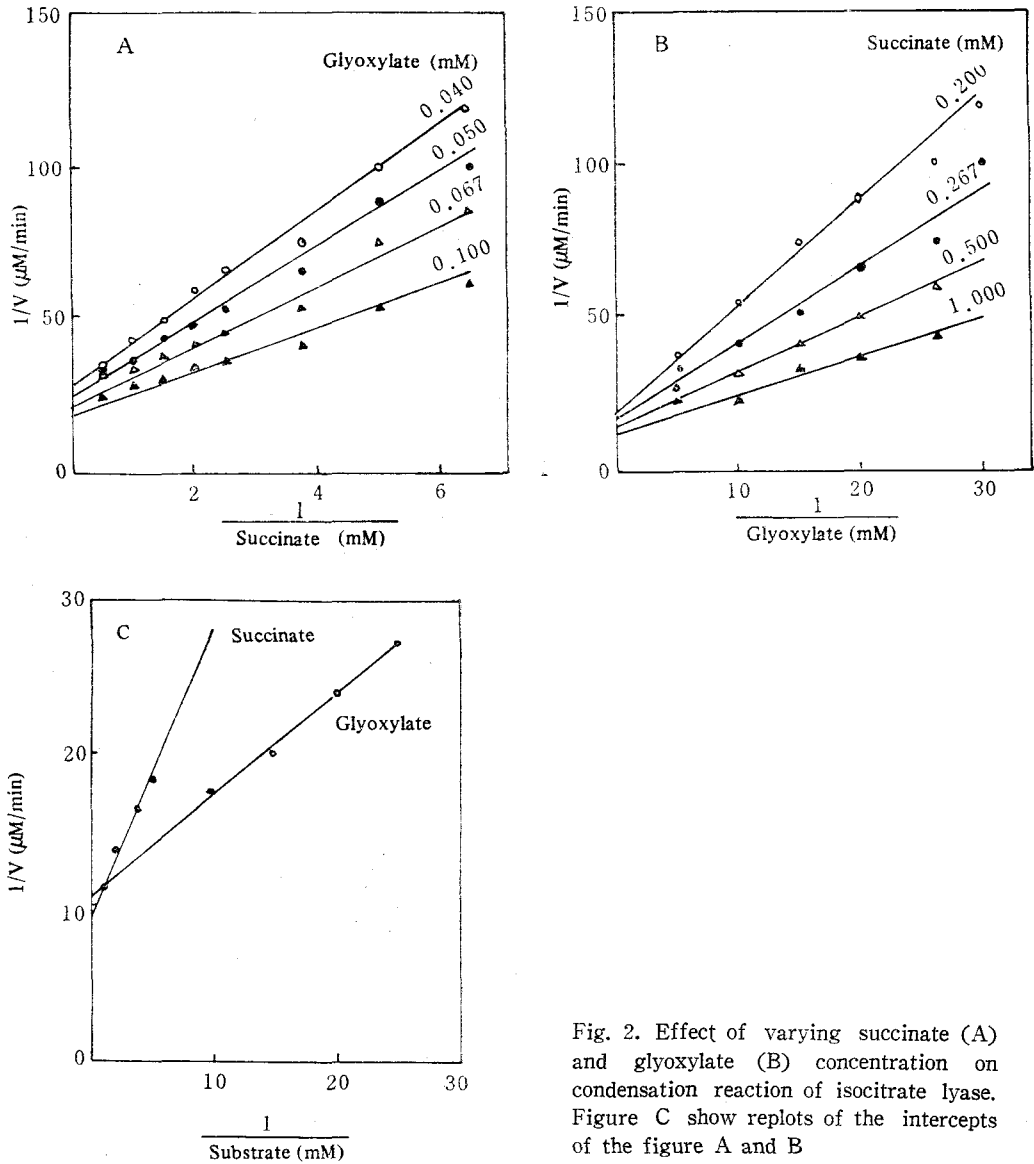 A
Glyoxylate (mM)
0.040
0.050
0.067
0.100
150
100
50
0
2
4
6
1/V (μM/min)
1
Succinate (mM)
B
Succinate (mM)
0.200
0.267
0.500
1.000
150
100
50
0
10
20
30
1/V (μM/min)
1
Glyoxylate (mM)
C
Succinate
Glyoxylate
30
20
10
0
10
20
30
1/V (μM/min)
1
Substrate (mM)
Fig. 2. Effect of varying succinate (A)
and glyoxylate (B) concentration on
condensation reaction of isocitrate lyase.
Figure C show replots of the intercepts
of the figure A and B